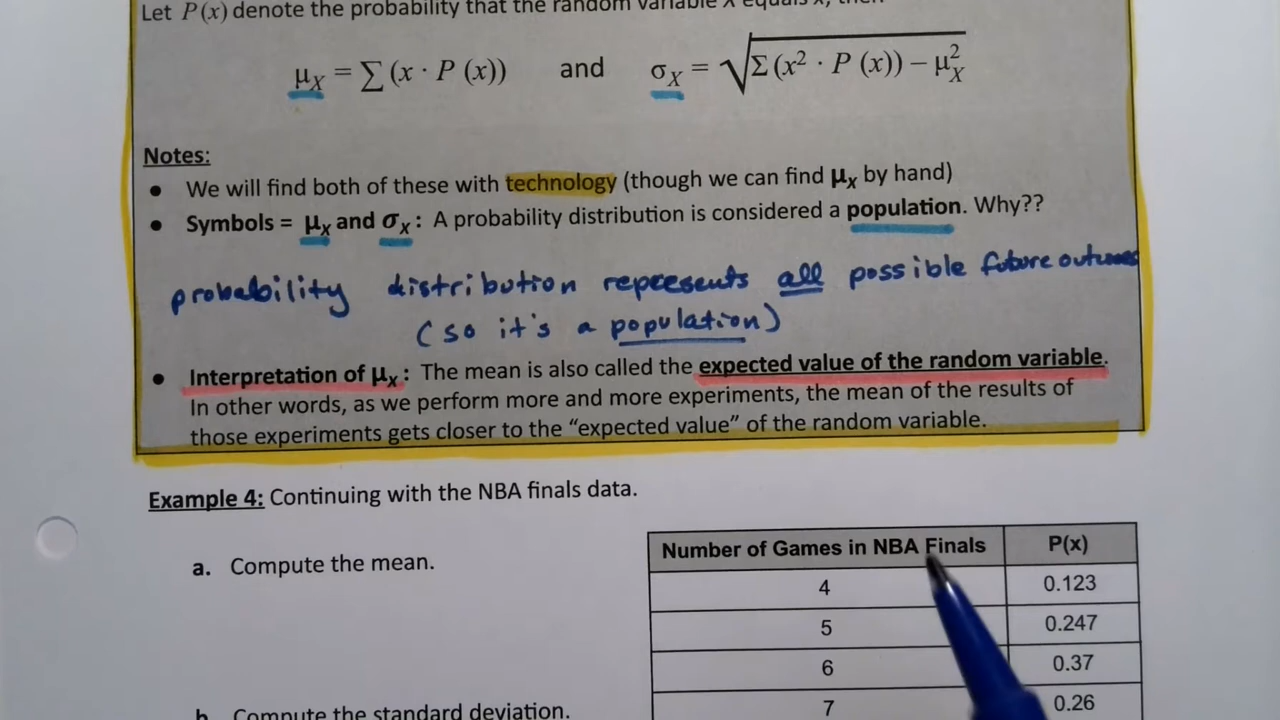 Let P(x) denote the probability that the random variable X equals x, then
μX = ∑ (x · P (x)) and σX = √Σ (x² · P (x)) – μ²X
Notes:
• We will find both of these with technology (though we can find μx by hand)
• Symbols = μx and σx: A probability distribution is considered a population. Why??
probability distribution represents all possible future outcomes
(so it's a population)
• Interpretation of μx: The mean is also called the expected value of the random variable.
In other words, as we perform more and more experiments, the mean of the results of
those experiments gets closer to the “expected value” of the random variable.
Example 4: Continuing with the NBA finals data.
a. Compute the mean.
Number of Games in NBA Finals P(x)
4 0.123
5 0.247
6 0.37
7 0.26
b. Compute the standard deviation.